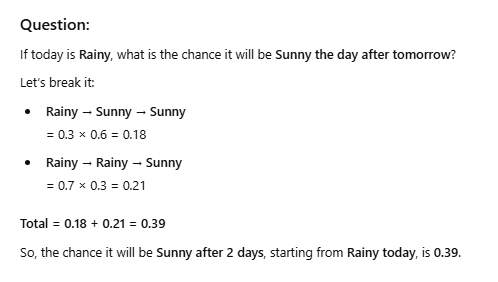 Question:
If today is Rainy, what is the chance it will be Sunny the day after tomorrow?
Let's break it:
• Rainy → Sunny → Sunny
= 0.3 × 0.6 = 0.18
• Rainy → Rainy → Sunny
= 0.7 × 0.3 = 0.21
Total = 0.18 + 0.21 = 0.39
So, the chance it will be Sunny after 2 days, starting from Rainy today, is 0.39.